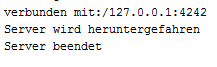 verbunden mit:/127.0.0.1:4242
Server wird heruntergefahren
Server beendet